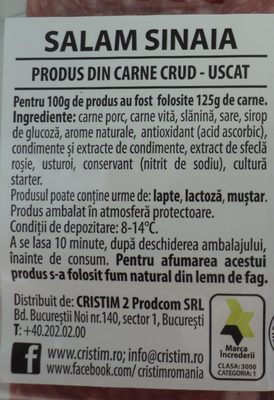 SALAM SINAIA
PRODUS DIN CARNE CRUD - USCAT
Pentru 100g de produs au fost folosite 125g de carne.
Ingrediente: carne porc, carne vită, slănină, sare, sirop
de glucoză, arome naturale, antioxidant (acid ascorbic),
condimente și extracte de condimente, extract de sfeclă
roșie, usturoi, conservant (nitrit de sodiu), cultură
starter.
Produsul poate conține urme de: lapte, lactoză, muștar.
Produs ambalat în atmosferă protectoare.
Condiții de depozitare: 8-14°C.
A se lasa 10 minute, după deschiderea ambalajului,
înainte de consum. Pentru afumarea acestui
produs s-a folosit fum natural din lemn de fag.
Distribuit de: CRISTIM 2 Prodcom SRL
Bd. Bucureștii Noi nr.140, sector 1, București
T: +40.202.02.00
f
www.cristim.ro; info@cristim.ro
www.facebook.com/cristimromania
Marca
Încrederii
CLASA: 3000
CATEGORIA: 1